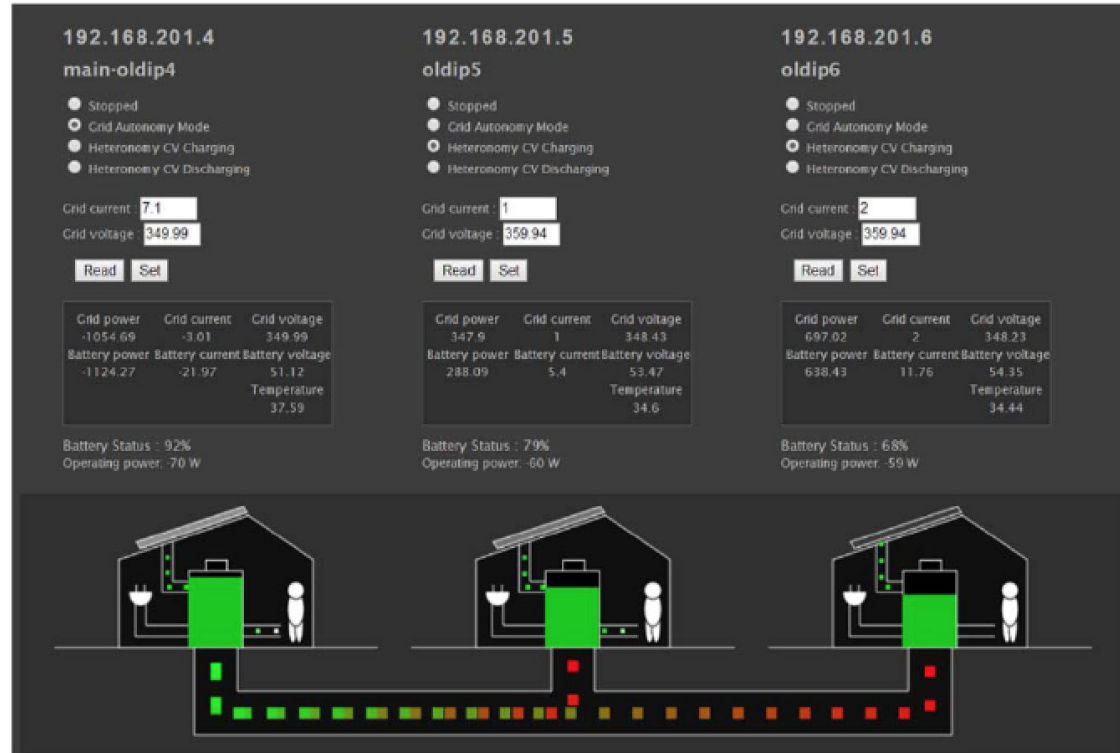 192.168.201.4
main-oldip4
Stopped
Grid Autonomy Mode
Heteronomy CV Charging
Heteronomy CV Discharging
Grid current : 7.1
Grid voltage : 349.99
Read Set
Grid power Grid current Grid voltage
-1054.69 -3.01 349.99
Battery power Battery current Battery voltage
-1124.27 -21.97 51.12
Temperature
37.59
Battery Status : 92%
Operating power: -70 W
192.168.201.5
oldip5
Stopped
Grid Autonomy Mode
Heteronomy CV Charging
Heteronomy CV Discharging
Grid current : 1
Grid voltage : 359.94
Read Set
Grid power Grid current Grid voltage
347.9 1 348.43
Battery power Battery current Battery voltage
288.09 5.4 53.47
Temperature
34.6
Battery Status : 79%
Operating power: -60 W
192.168.201.6
oldip6
Stopped
Grid Autonomy Mode
Heteronomy CV Charging
Heteronomy CV Discharging
Grid current : 2
Grid voltage : 359.94
Read Set
Grid power Grid current Grid voltage
697.02 2 348.23
Battery power Battery current Battery voltage
638.43 11.76 54.35
Temperature
34.44
Battery Status : 68%
Operating power: -59 W